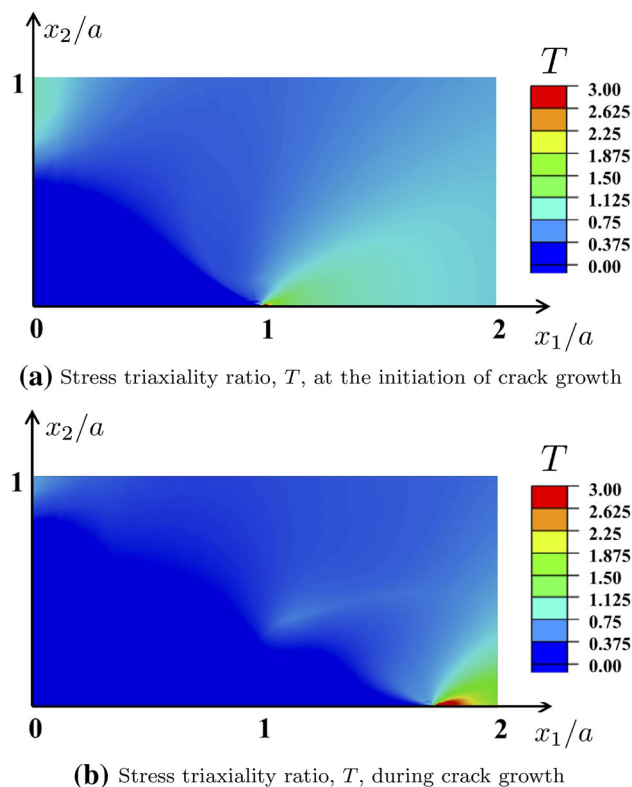 x₂/a
T
1
3.00
2.625
2.25
1.875
1.50
1.125
0.75
0.375
0.00
0 1 2
x₁/a
(a) Stress triaxiality ratio, T, at the initiation of crack growth
x₂/a
T
1
3.00
2.625
2.25
1.875
1.50
1.125
0.75
0.375
0.00
0 1 2
x₁/a
(b) Stress triaxiality ratio, T, during crack growth